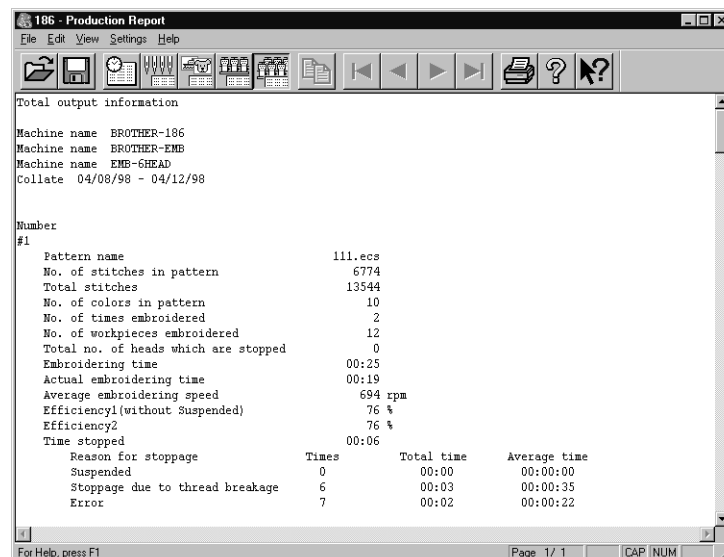 186 - Production Report
File Edit View Settings Help
Total output information
Machine name BROTHER-186
Machine name BROTHER-EMB
Machine name EMB-6HEAD
Collate 04/08/98 - 04/12/98
Number
#1
Pattern name 111.ecs
No. of stitches in pattern 6774
Total stitches 13544
No. of colors in pattern 10
No. of times embroidered 2
No. of workpieces embroidered 12
Total no. of heads which are stopped 0
Embroidering time 00:25
Actual embroidering time 00:19
Average embroidering speed 694 rpm
Efficiency1(without Suspended) 76 %
Efficiency2 76 %
Time stopped 00:06
Reason for stoppage Times Total time Average time
Suspended 0 00:00 00:00:00
Stoppage due to thread breakage 6 00:03 00:00:35
Error 7 00:02 00:00:22
For Help, press F1 Page 1/ 1 CAP NUM